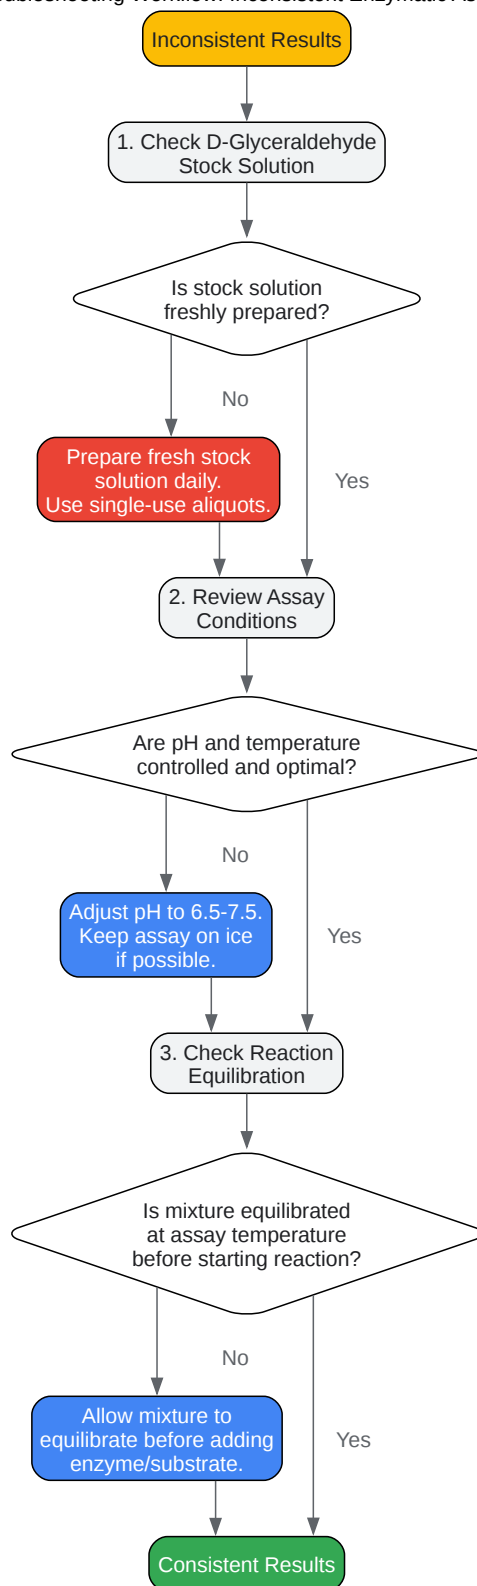 Workflow: Inconsistent Enzymatic
Inconsistent Results
1. Check D-Glyceraldehyde
Stock Solution
Is stock solution
freshly prepared?
No
Prepare fresh stock
solution daily.
Use single-use aliquots.
Yes
2. Review Assay
Conditions
Are pH and temperature
controlled and optimal?
No
Adjust pH to 6.5-7.5.
Keep assay on ice
if possible.
Yes
3. Check Reaction
Equilibration
Is mixture equilibrated
at assay temperature
before starting reaction?
No
Allow mixture to
equilibrate before adding
enzyme/substrate.
Yes
Consistent Results